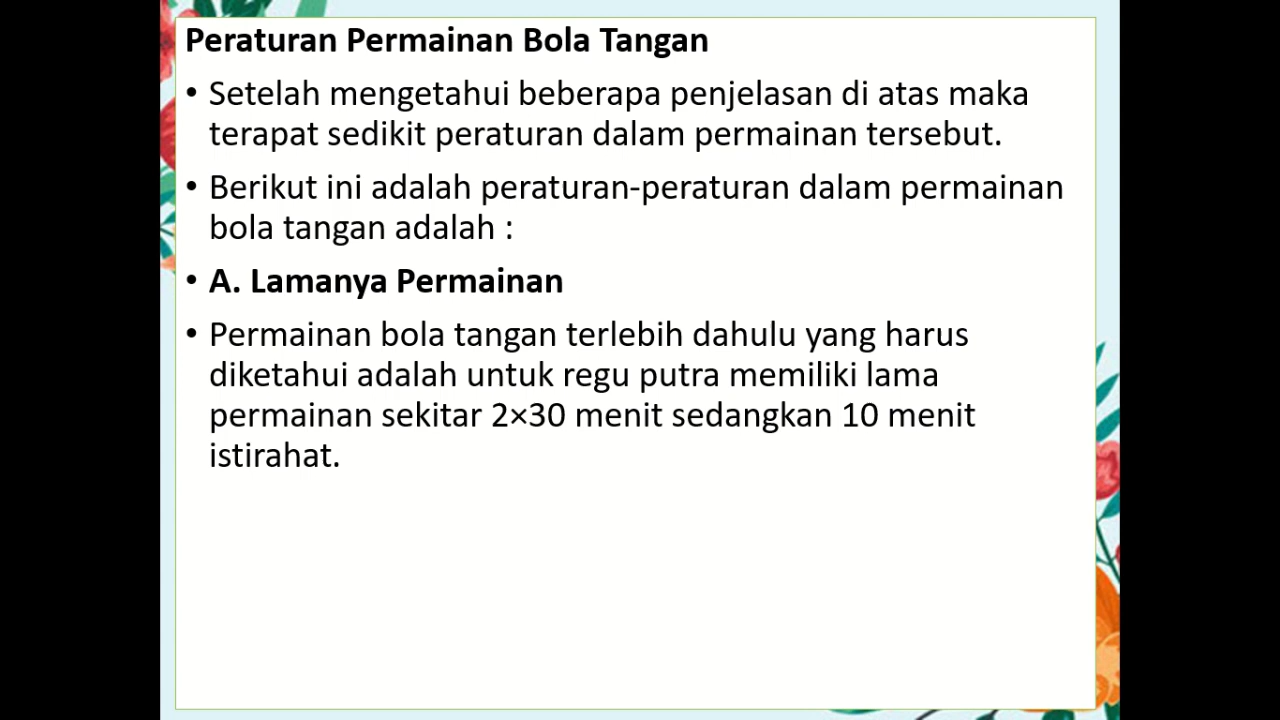 Peraturan Permainan Bola Tangan
• Setelah mengetahui beberapa penjelasan di atas maka
terapat sedikit peraturan dalam permainan tersebut.
• Berikut ini adalah peraturan-peraturan dalam permainan
bola tangan adalah :
• A. Lamanya Permainan
• Permainan bola tangan terlebih dahulu yang harus
diketahui adalah untuk regu putra memiliki lama
permainan sekitar 2×30 menit sedangkan 10 menit
istirahat.